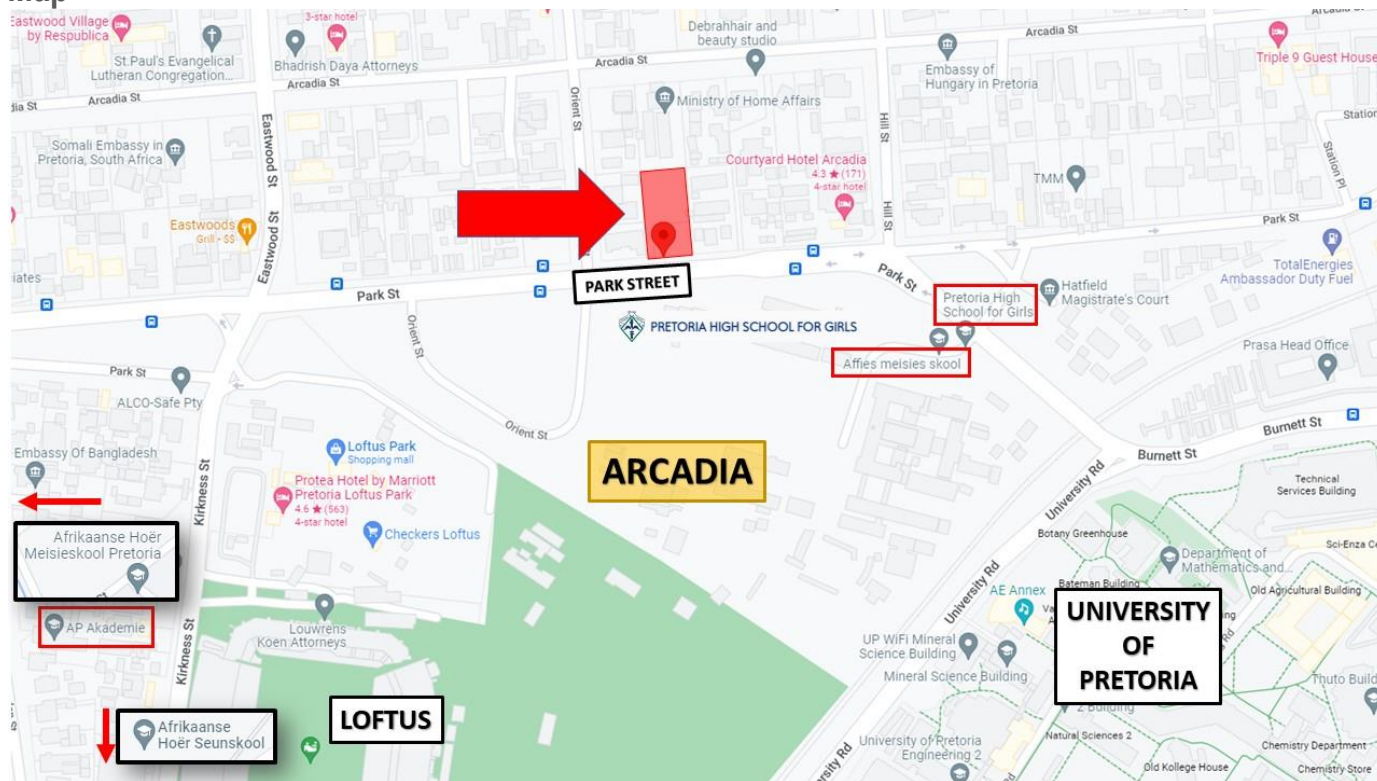 Map
Eastwood Village
by Respublica
3-star hotel
St.Paul's Evangelical
Lutheran Congregation...
Bhadrish Daya Attorneys
Debrahhair and
beauty studio
Arcadia St
Arcadia St
Arcadia St
Embassy of
Hungary in Pretoria
Triple 9 Guest House
Arcadia St
Orient St
Ministry of Home Affairs
Station
Somali Embassy in
Pretoria, South Africa
Eastwood St
Hill St
Station Pl
Courtyard Hotel Arcadia
4.3 ★ (171)
4-star hotel
TMM
Eastwoods
Grill • $$
Hill St
Park St
Eastwood St
TotalEnergies
Ambassador Duty Fuel
PARK STREET
Park St
Park St
Pretoria High
School for Girls
Hatfield
Magistrate's Court
Orient St
PRETORIA HIGH SCHOOL FOR GIRLS
Affies meisies skool
Prasa Head Office
Park St
ALCO-Safe Pty
Orient St
Burnett St
Burnett St
Embassy Of Bangladesh
Loftus Park
Shopping mall
ARCADIA
Protea Hotel by Marriott
Pretoria Loftus Park
4.6 ★ (563)
4-star hotel
Kirkness St
University Rd
Technical
Services Building
Checkers Loftus
Afrikaanse Hoër
Meisieskool Pretoria
Botany Greenhouse
Department of
Mathematics and...
Sci-Enza
Bateman Building
Old Agricultural Building
AE Annex
University Rd
UNIVERSITY
OF
PRETORIA
AP Akademie
Louwrens
Koen Attorneys
Kirkness St
UP WiFi Mineral
Science Building
Mineral Science Building
Thuto Build
LOFTUS
Afrikaanse
Hoër Seunskool
University of Pretoria
Engineering 2
Natural Sciences 2
Chemistry Department
Old Kollege House
Chemistry Store